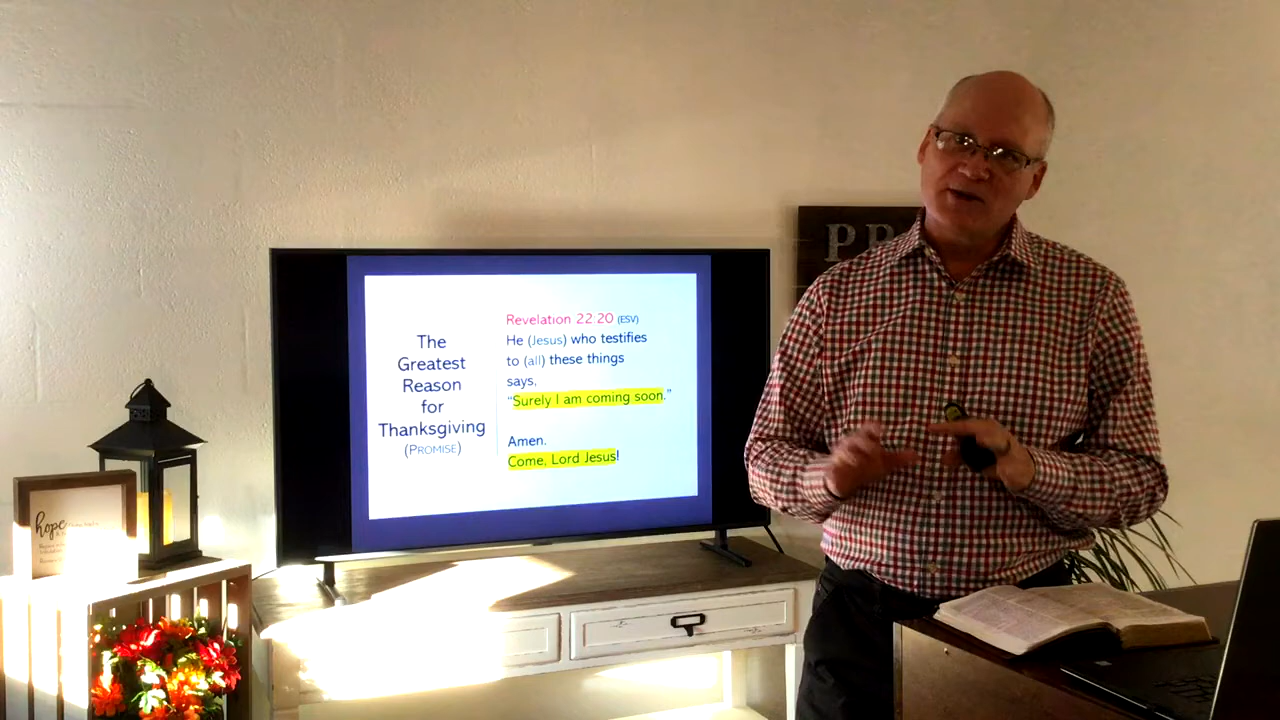 The
Greatest
Reason
for
Thanksgiving
(PROMISE)
Revelation 22:20 (ESV)
He (Jesus) who testifies
to (all) these things
says,
“Surely I am coming soon.”
Amen.
Come, Lord Jesus!
hope